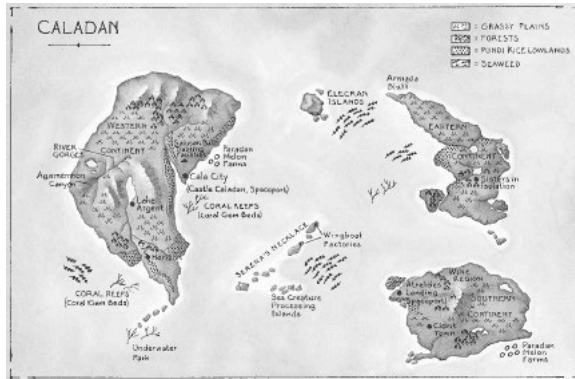 CALADAN
= GRASSY PLAINS
= FORESTS
= PUNDI RICE LOWLANDS
= SEAWEED
WESTERN
CONTINENT
RIVER
GORGES
Agamemnon
Canyon
Lake
Argent
Paradan
Melon
Farms
Cala City
(Castle Caladan, Spaceport)
CORAL REEFS
(Coral Gem Beds)
CORAL REEFS
(Coral Gem Beds)
Underwater
Park
ELECRAN
ISLANDS
SERENA'S NECKLACE
Wingboat
Factories
Sea Creature
Processing
Islands
Armada
EASTERN
CONTINENT
Sisters in
Isolation
WINE
REGION
Atreides
Landing
(Spaceport)
SOUTHERN
CONTINENT
Town
Paradan
Melon
Farms